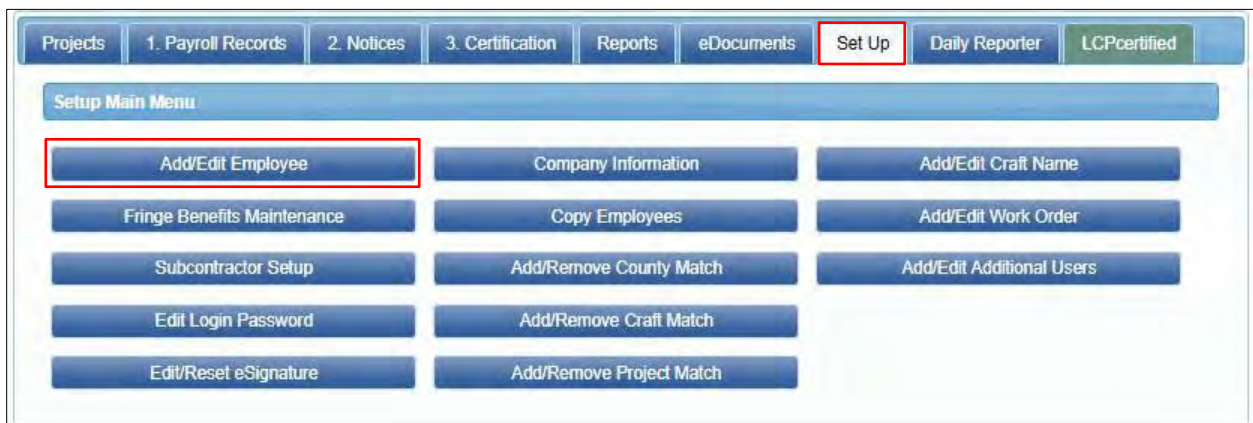 Projects 1. Payroll Records 2. Notices 3. Certification Reports eDocuments Set Up Daily Reporter LCPcertified
Setup Main Menu
Add/Edit Employee Company Information Add/Edit Craft Name
Fringe Benefits Maintenance Copy Employees Add/Edit Work Order
Subcontractor Setup Add/Remove County Match Add/Edit Additional Users
Edit Login Password Add/Remove Craft Match
Edit/Reset eSignature Add/Remove Project Match